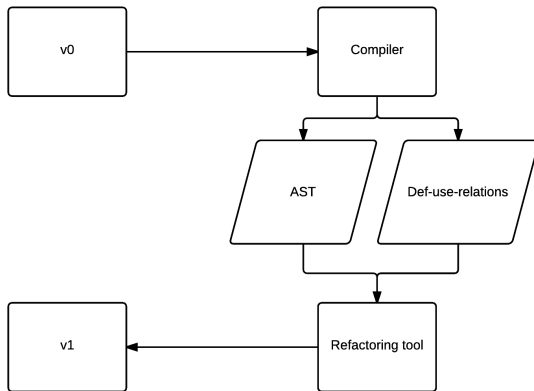 v0
Compiler
AST
Def-use-relations
v1
Refactoring tool